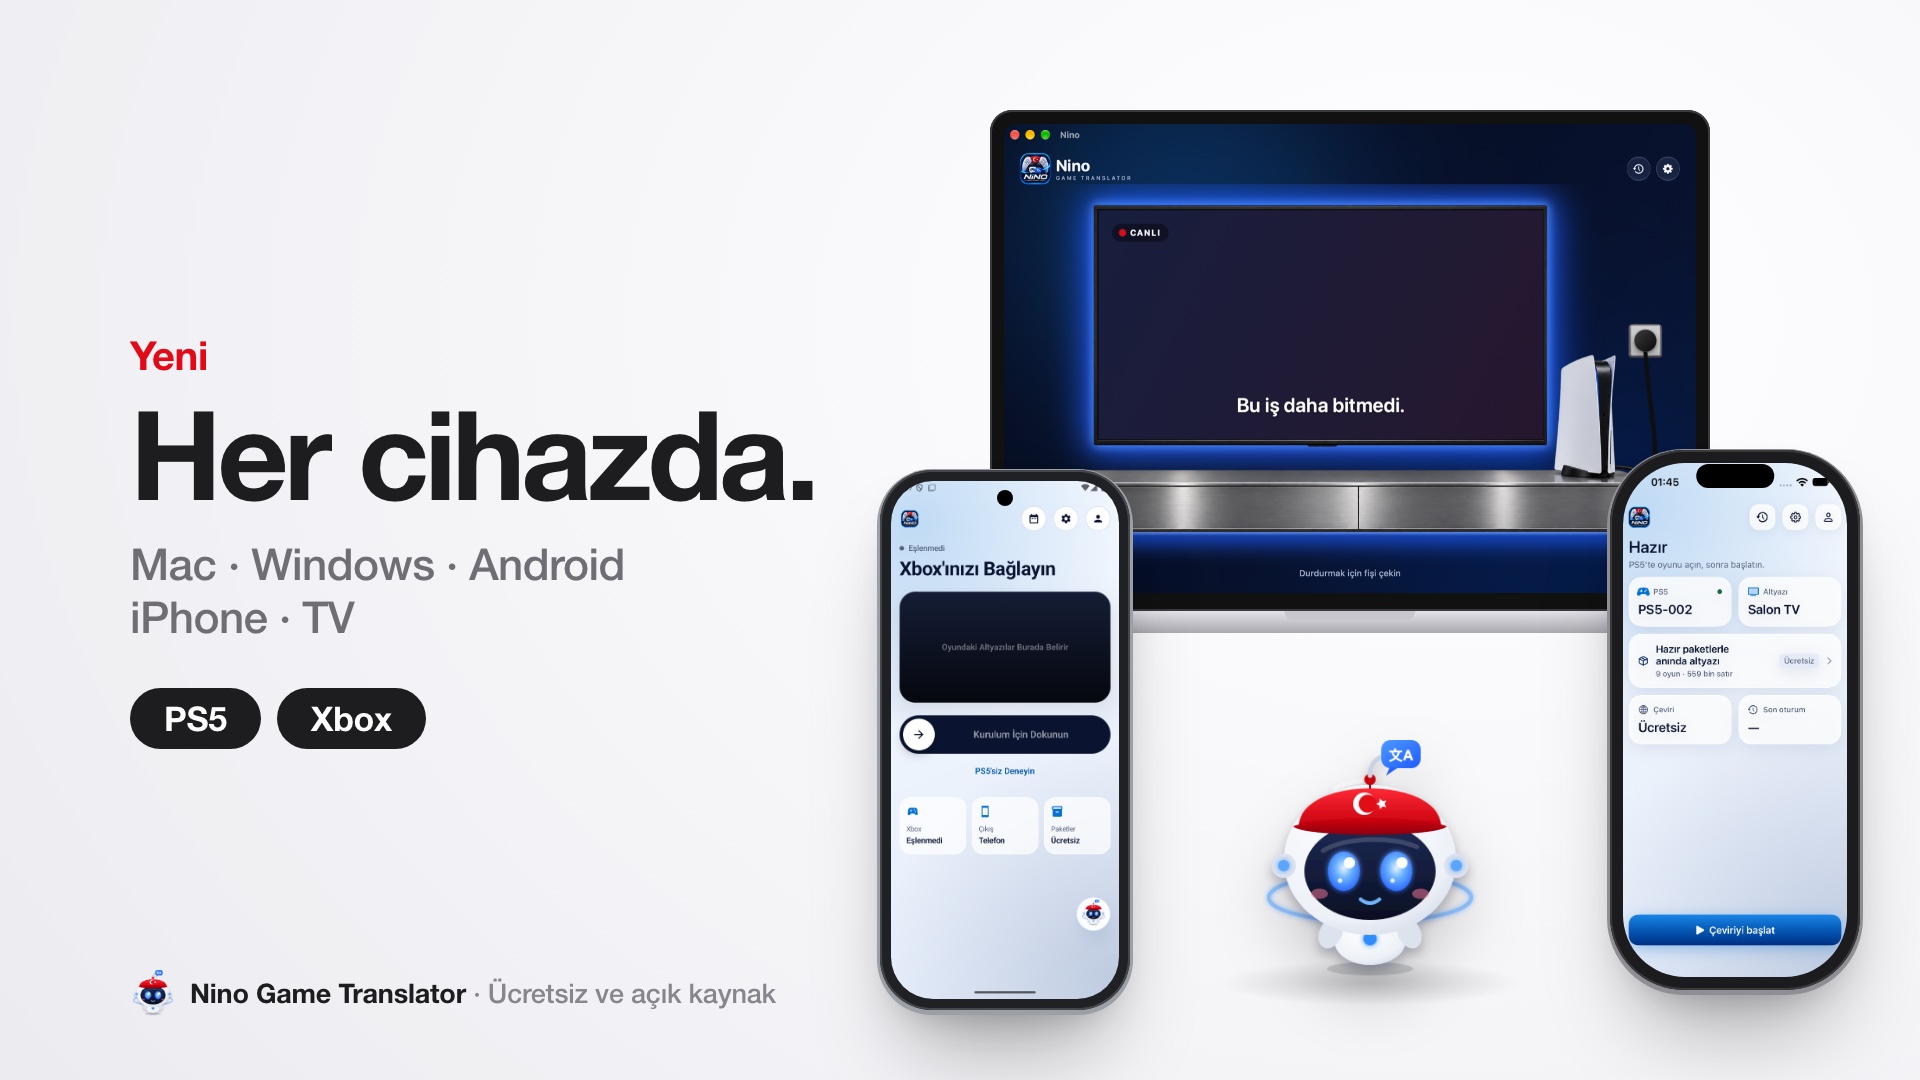 Yeni
Her cihazda.
Mac · Windows · Android
iPhone · TV
PS5
Xbox
Nino Game Translator · Ücretsiz ve açık kaynak
Nino
NiNO
Nino
GAME TRANSLATOR
CANLI
Bu iş daha bitmedi.
Durdurmak için fişi çekin
Eşlenmedi
Xbox'ınızı Bağlayın
Oyundaki Altyazılar Burada Belirir
Kurulum İçin Dokunun
PS5'siz Deneyin
Xbox
Eşlenmedi
Çıkış
Telefon
Paketler
Ücretsiz
文A
01:45
NiNO
Hazır
PS5'te oyunu açın, sonra başlatın.
PS5
PS5-002
Altyazı
Salon TV
Hazır paketlerle
anında altyazı
9 oyun · 559 bin satır
Ücretsiz
Çeviri
Ücretsiz
Son oturum
—
Çeviriyi başlat